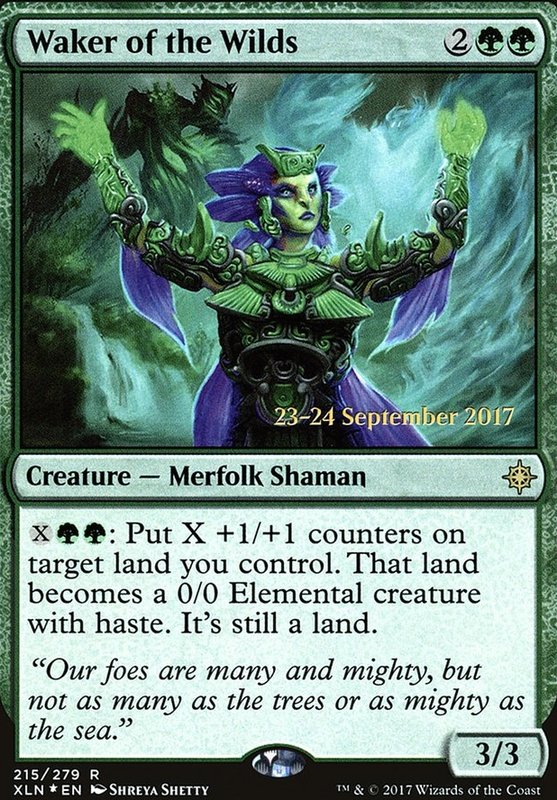 Waker of the Wilds 2
23–24 September 2017
Creature — Merfolk Shaman
X: Put X +1/+1 counters on
target land you control. That land
becomes a 0/0 Elemental creature
with haste. It's still a land.
“Our foes are many and mighty, but
not as many as the trees or as mighty as
the sea.”
3/3
215/279 R
XLN ★ EN Shreya Shetty
™ & © 2017 Wizards of the Coast